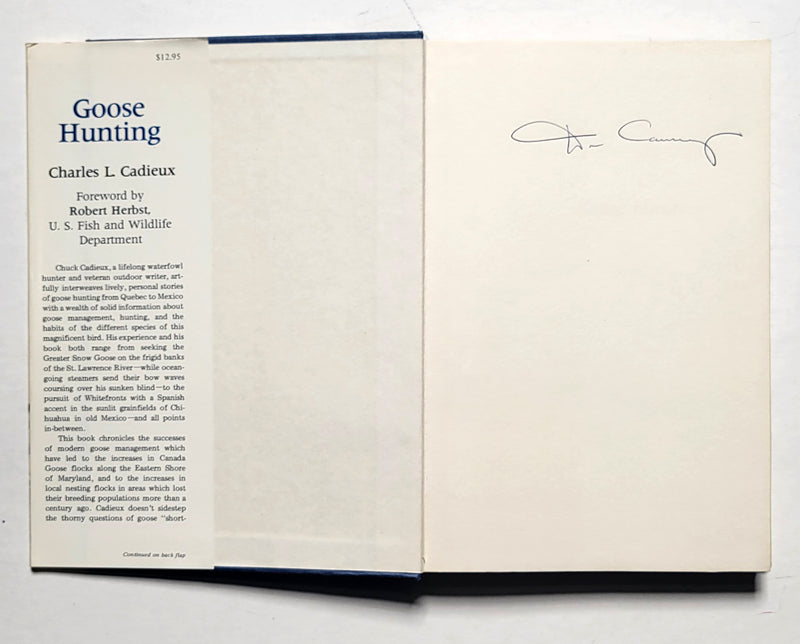 $12.95
Goose
Hunting
Charles L. Cadieux
Foreword by
Robert Herbst,
U. S. Fish and Wildlife
Department
Chuck Cadieux, a lifelong waterfowl
hunter and veteran outdoor writer, art-
fully interweaves lively, personal stories
of goose hunting from Quebec to Mexico
with a wealth of solid information about
goose management, hunting, and the
habits of the different species of this
magnificent bird. His experience and his
book both range from seeking the
Greater Snow Goose on the frigid banks
of the St. Lawrence River—while ocean-
going steamers send their bow waves
coursing over his sunken blind—to the
pursuit of Whitefronts with a Spanish
accent in the sunlit grainfields of Chi-
huahua in old Mexico—and all points
in-between.
This book chronicles the successes
of modern goose management which
have led to the increases in Canada
Goose flocks along the Eastern Shore
of Maryland, and to the increases in
local nesting flocks in areas which lost
their breeding populations more than a
century ago. Cadieux doesn't sidestep
the thorny questions of goose "short-
Continued on back flap